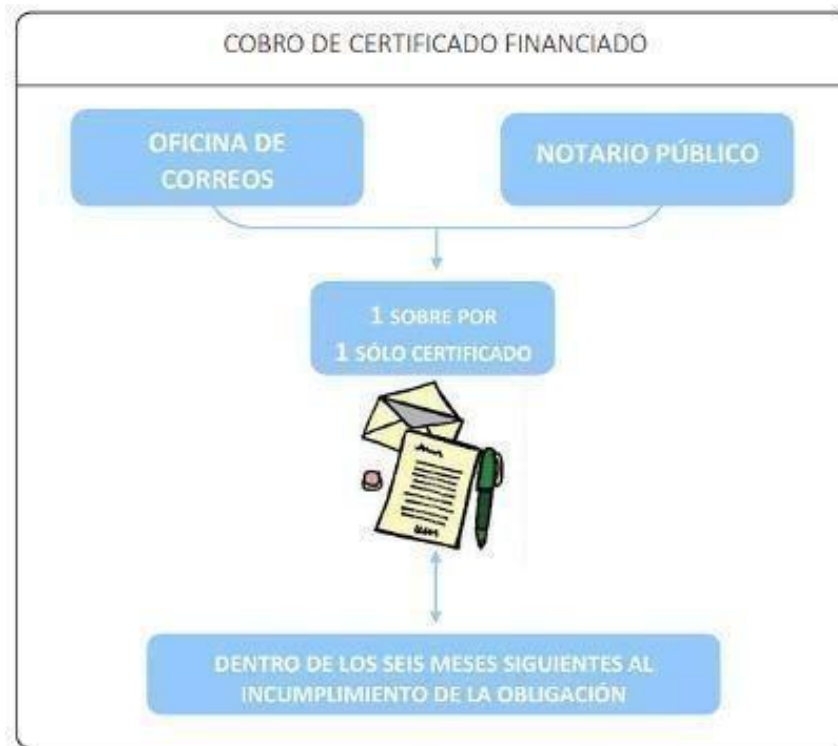 COBRO DE CERTIFICADO FINANCIADO
OFICINA DE
CORREOS
NOTARIO PÚBLICO
1 SOBRE POR
1 SÓLO CERTIFICADO
DENTRO DE LOS SEIS MESES SIGUIENTES AL
INCUMPLIMIENTO DE LA OBLIGACIÓN